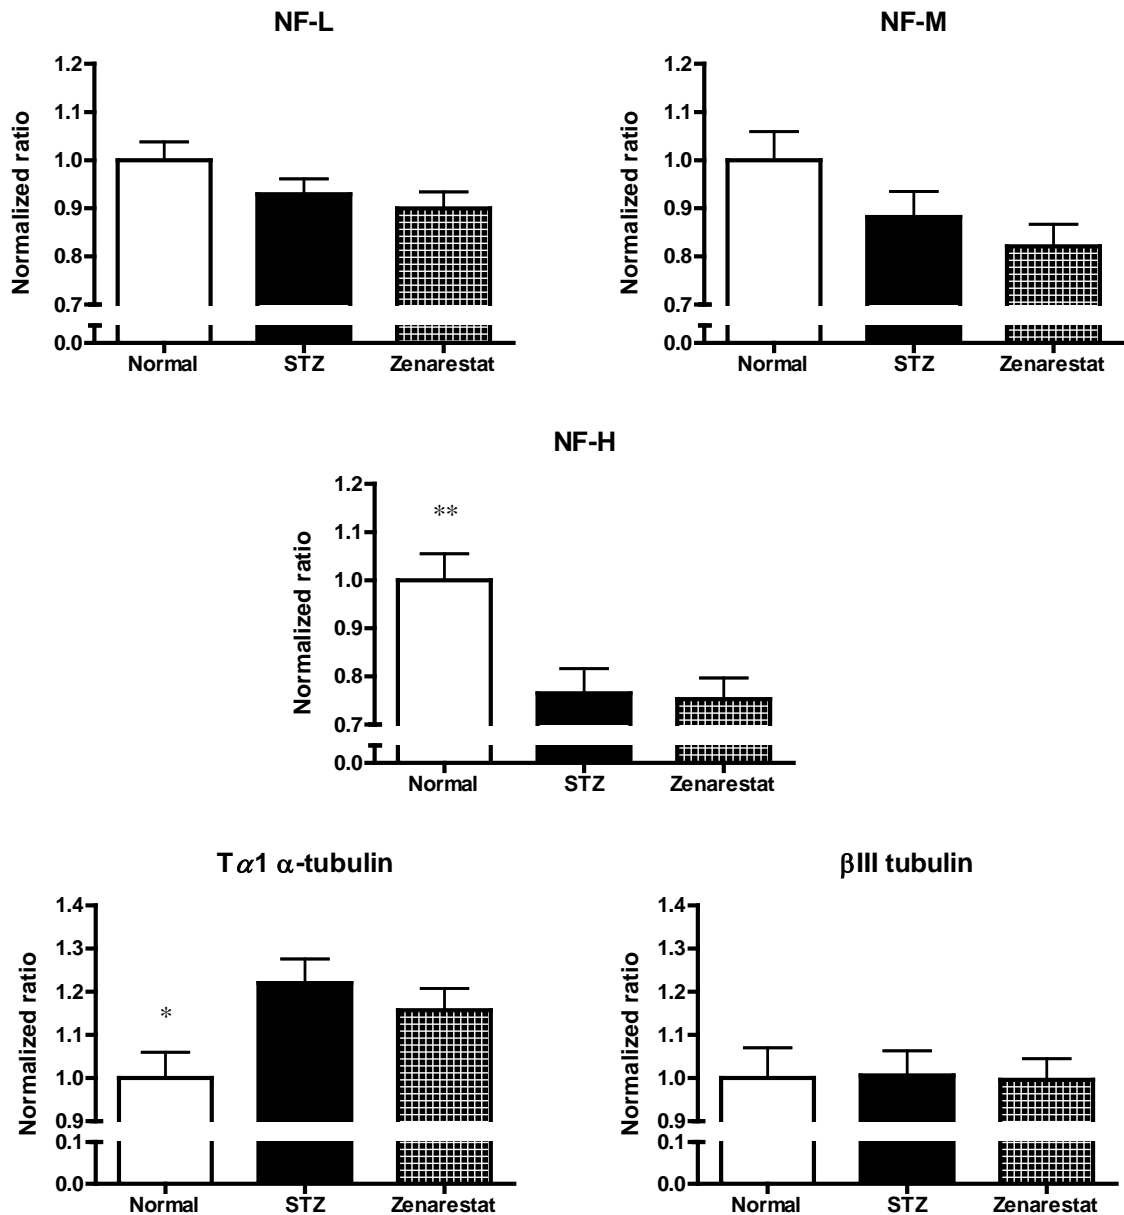 NF-L
Normalized ratio
1.2
1.1
1.0
0.9
0.8
0.7
0.0
Normal STZ Zenarestat
NF-M
Normalized ratio
1.2
1.1
1.0
0.9
0.8
0.7
0.0
Normal STZ Zenarestat
NF-H
Normalized ratio
1.2
1.1
1.0
0.9
0.8
0.7
0.0
**
Normal STZ Zenarestat
Tα1 α-tubulin
Normalized ratio
1.4
1.3
1.2
1.1
1.0
0.9
0.1
0.0
*
Normal STZ Zenarestat
βIII tubulin
Normalized ratio
1.4
1.3
1.2
1.1
1.0
0.9
0.1
0.0
Normal STZ Zenarestat